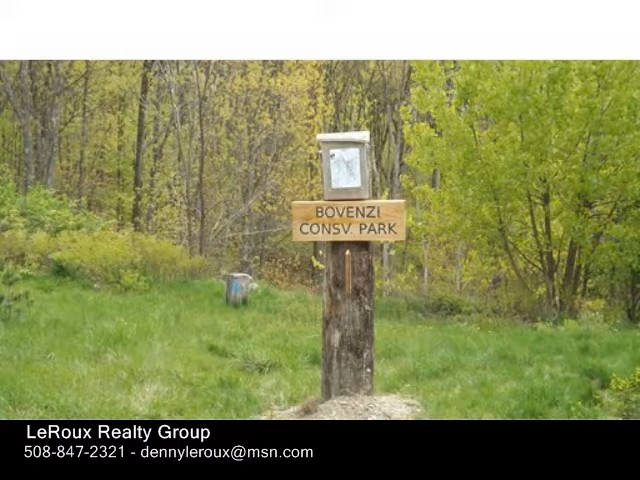 BOVENZI
CONSV. PARK
LeRoux Realty Group
508-847-2321 - dennyleroux@msn.com